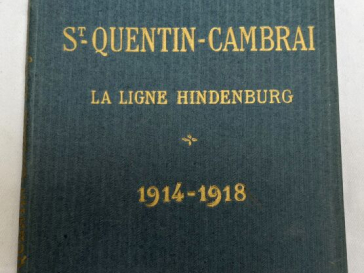 ST-QUENTIN-CAMBRAI
LA LIGNE HINDENBURG
1914-1918